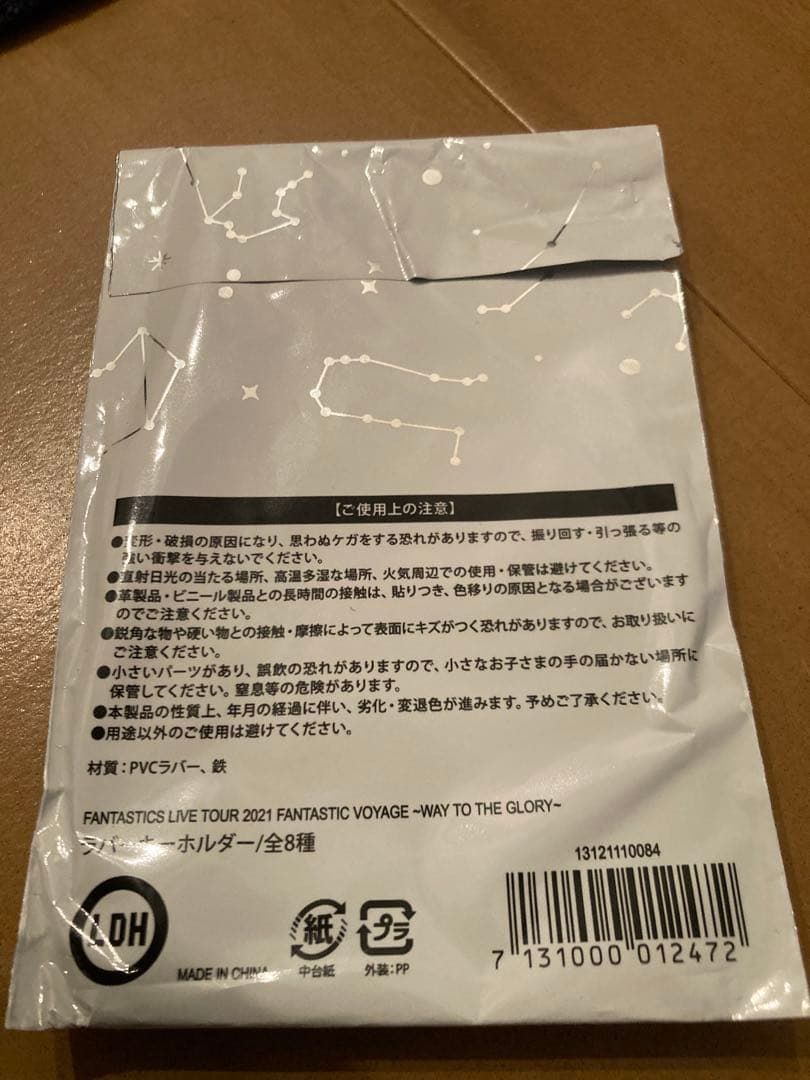 【ご使用上の注意】
●変形・破損の原因になり、思わぬケガをする恐れがありますので、振り回す・引っ張る等の
強い衝撃を与えないでください。
●直射日光の当たる場所、高温多湿な場所、火気周辺での使用・保管は避けてください。
●革製品・ビニール製品との長時間の接触は、貼りつき、色移りの原因となる場合がございます
のでご注意ください。
●鋭角な物や硬い物との接触・摩擦によって表面にキズがつく恐れがありますので、お取り扱いに
ご注意ください。
●小さいパーツがあり、誤飲の恐れがありますので、小さなお子さまの手の届かない場所に
保管してください。窒息等の危険があります。
●本製品の性質上、年月の経過に伴い、劣化・変退色が進みます。予めご了承ください。
●用途以外のご使用は避けてください。
材質:PVCラバー、鉄
FANTASTICS LIVE TOUR 2021 FANTASTIC VOYAGE ~WAY TO THE GLORY~
ラバーキーホルダー/全8種
13121110084
LDH
MADE IN CHINA
紙
中台紙
プラ
外装:PP
7 131000 012472